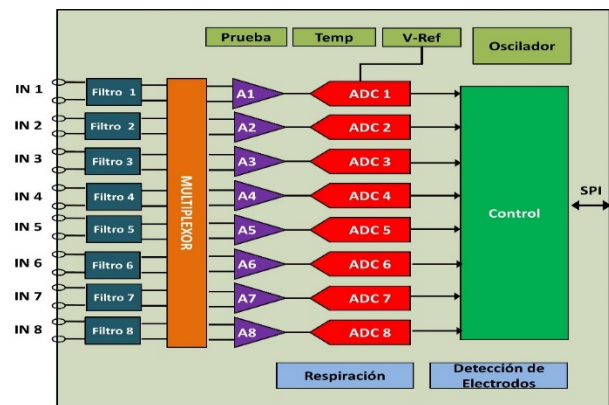 Prueba
Temp
V-Ref
Oscilador
IN 1
Filtro 1
A1
ADC 1
IN 2
Filtro 2
A2
ADC 2
IN 3
Filtro 3
A3
ADC 3
IN 4
Filtro 4
A4
ADC 4
IN 5
Filtro 5
A5
ADC 5
IN 6
Filtro 6
A6
ADC 6
IN 7
Filtro 7
A7
ADC 7
IN 8
Filtro 8
A8
ADC 8
MULTIPLEXOR
Control
SPI
Respiración
Detección de
Electrodos